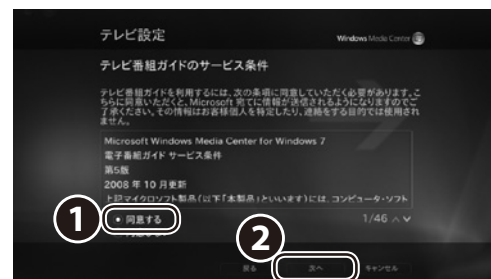 テレビ設定
Windows Media Center
テレビ番組ガイドのサービス条件
テレビ番組ガイドを利用するには、次の条項に同意していただく必要があります。こ
ちらに同意いただくと、Microsoft 宛てに情報が送信されるようになりますのでご
了承ください。その情報はお客様個人を特定したり、連絡をする目的では使用され
ません。
Microsoft Windows Media Center for Windows 7
電子番組ガイド サービス条件
第5版
2008 年 10 月更新
上記マイクロソフト製品(以下「本製品」といいます)には、コンピュータ・ソフト
1
同意する
1/46
2
戻る
次へ
キャンセル